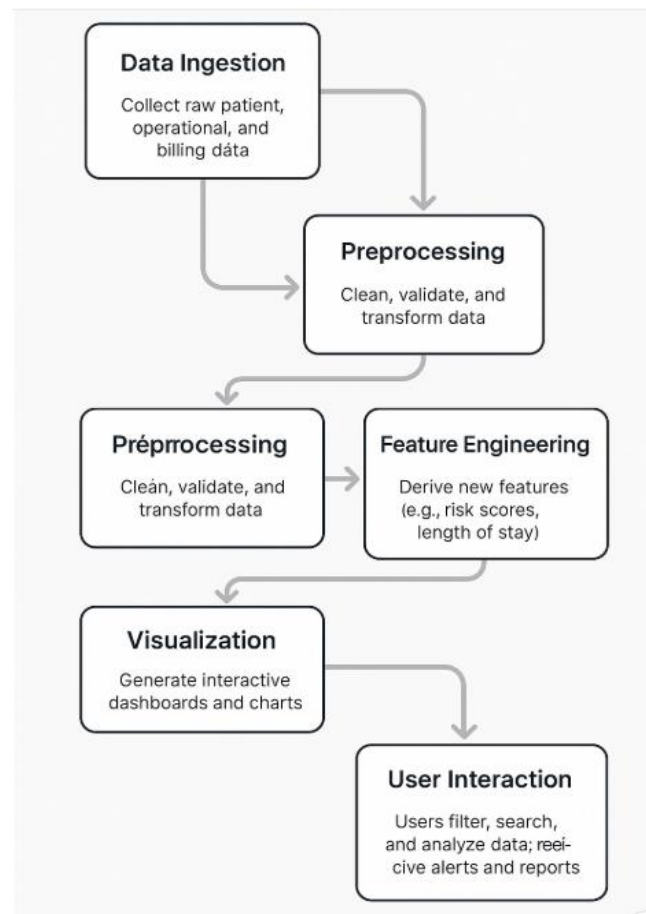 Data Ingestion
Collect raw patient,
operational, and
billing dáta
Preprocessing
Clean, validate, and
transform data
Préprrocessing
Cleán, validate, and
transform data
Feature Engineering
Derive new features
(e.g., risk scores,
length of stay)
Visualization
Generate interactive
dashboards and charts
User Interaction
Users filter, search,
and analyze data; reei-
cive alerts and reports